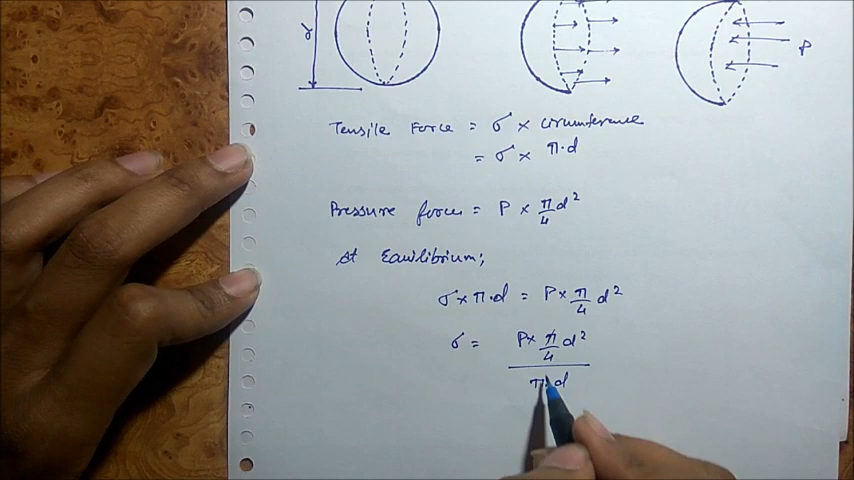 d
P
Tensile Force = σ × circumference
= σ × π·d
Pressure force = P × π/4 d²
At Equilibrium;
σ × π·d = P × π/4 d²
σ = P × π/4 d² / π·d